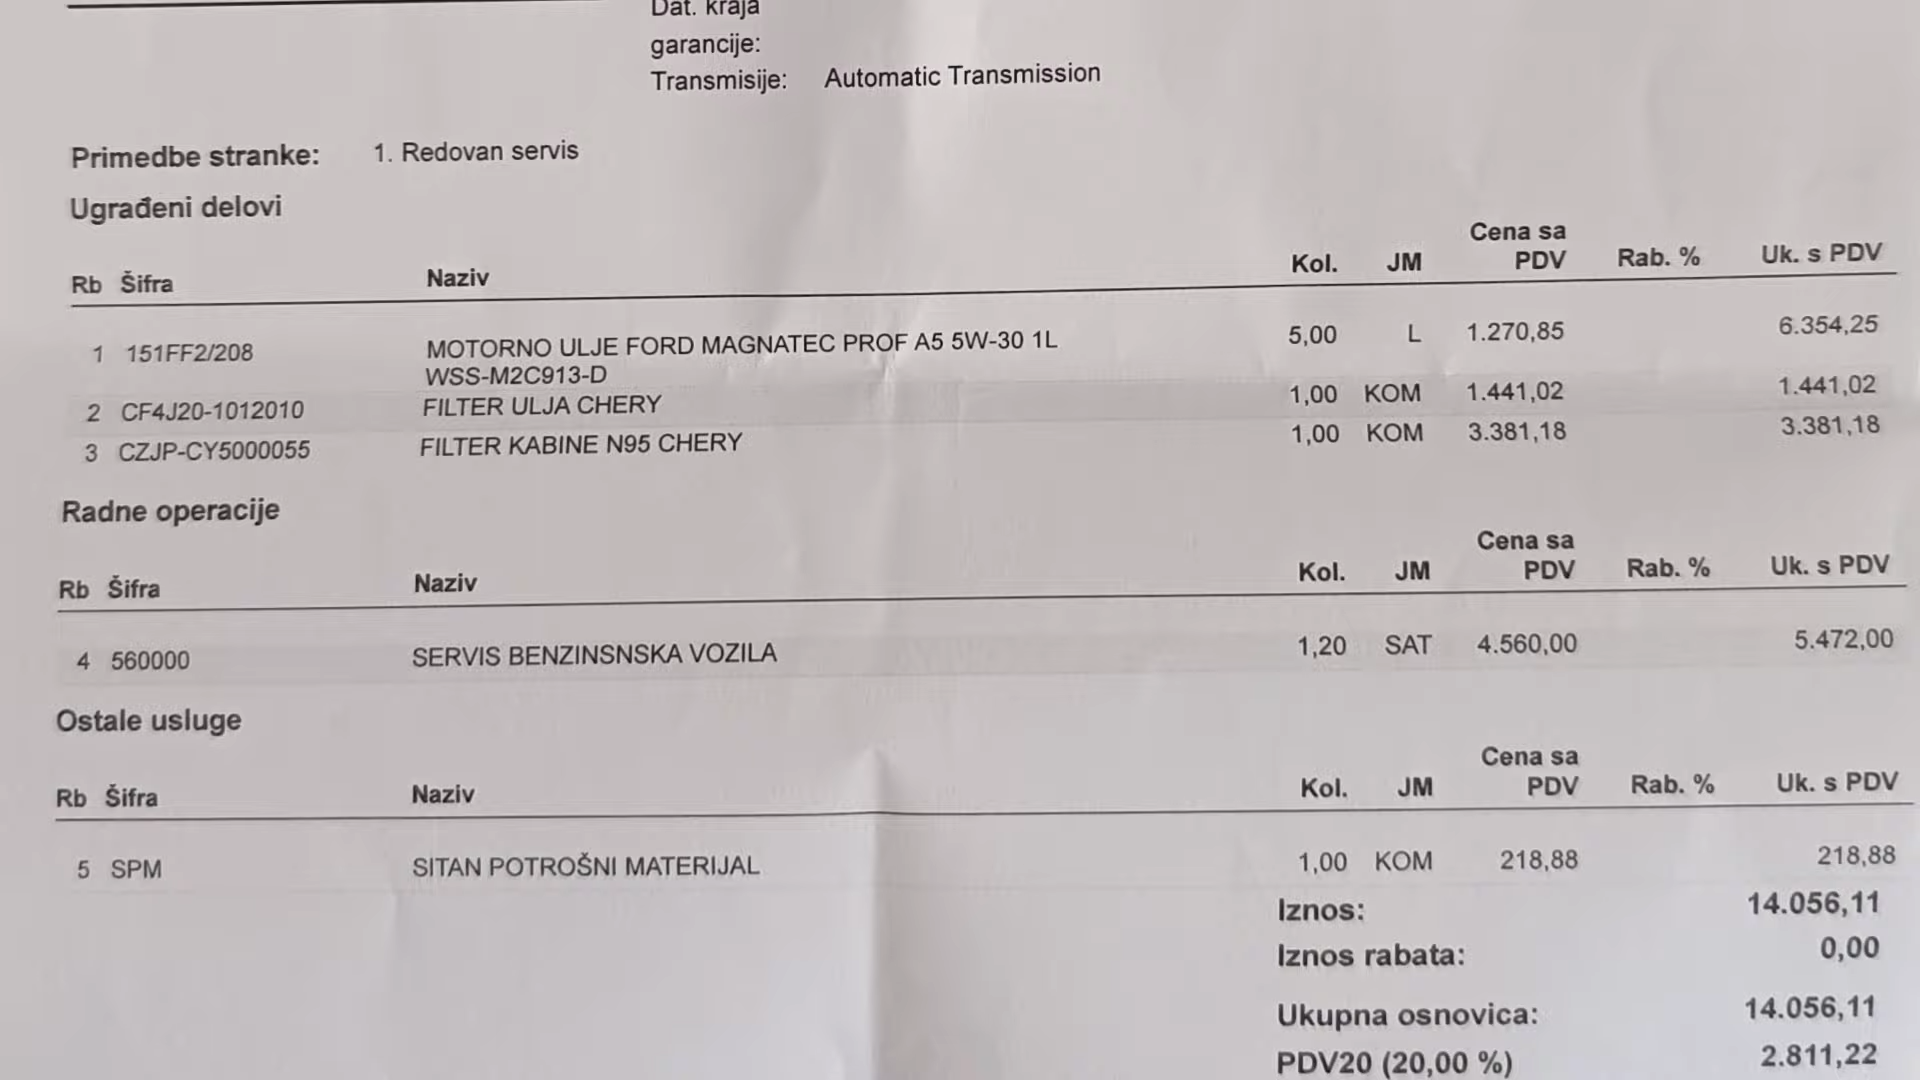 Dat. kraja
garancije:
Transmisije: Automatic Transmission
Primedbe stranke: 1. Redovan servis
Ugrađeni delovi
Rb Šifra Naziv Kol. JM Cena sa PDV Rab. % Uk. s PDV
1 151FF2/208 MOTORNO ULJE FORD MAGNATEC PROF A5 5W-30 1L 5,00 L 1.270,85 6.354,25
WSS-M2C913-D
2 CF4J20-1012010 FILTER ULJA CHERY 1,00 KOM 1.441,02 1.441,02
3 CZJP-CY5000055 FILTER KABINE N95 CHERY 1,00 KOM 3.381,18 3.381,18
Radne operacije
Rb Šifra Naziv Kol. JM Cena sa PDV Rab. % Uk. s PDV
4 560000 SERVIS BENZINSNSKA VOZILA 1,20 SAT 4.560,00 5.472,00
Ostale usluge
Rb Šifra Naziv Kol. JM Cena sa PDV Rab. % Uk. s PDV
5 SPM SITAN POTROŠNI MATERIJAL 1,00 KOM 218,88 218,88
Iznos: 14.056,11
Iznos rabata: 0,00
Ukupna osnovica: 14.056,11
PDV20 (20,00 %) 2.811,22